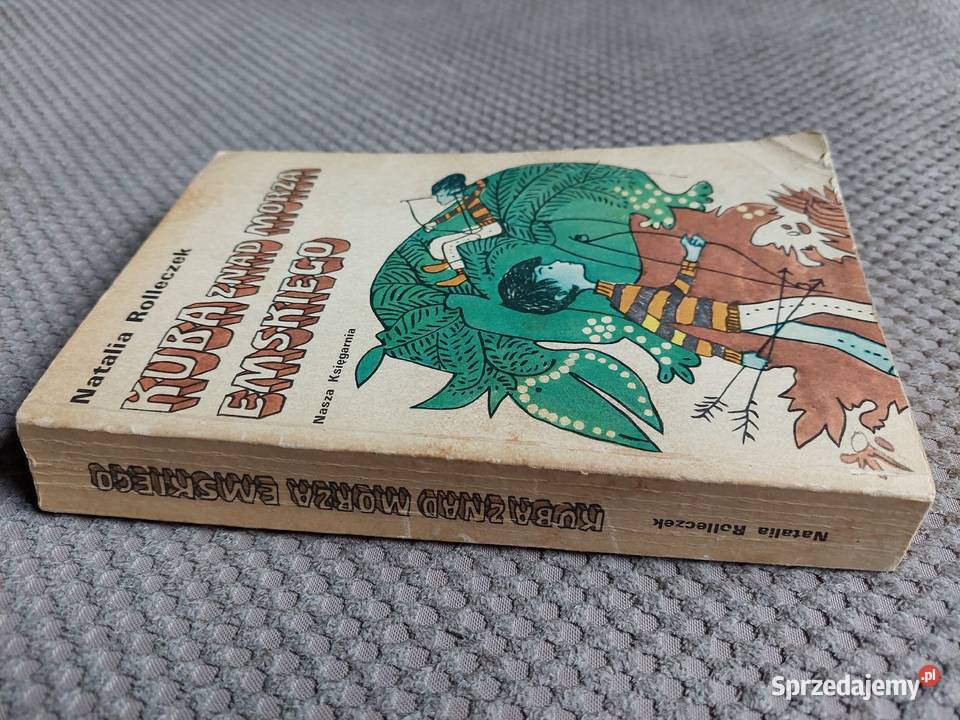 Natalia Rolleczek
KUBA ZNAD MORZA
EMSKIEGO
Nasza Księgarnia
Natalia Rolleczek
KUBA ZNAD MORZA EMSKIEGO
Sprzedajemy.pl